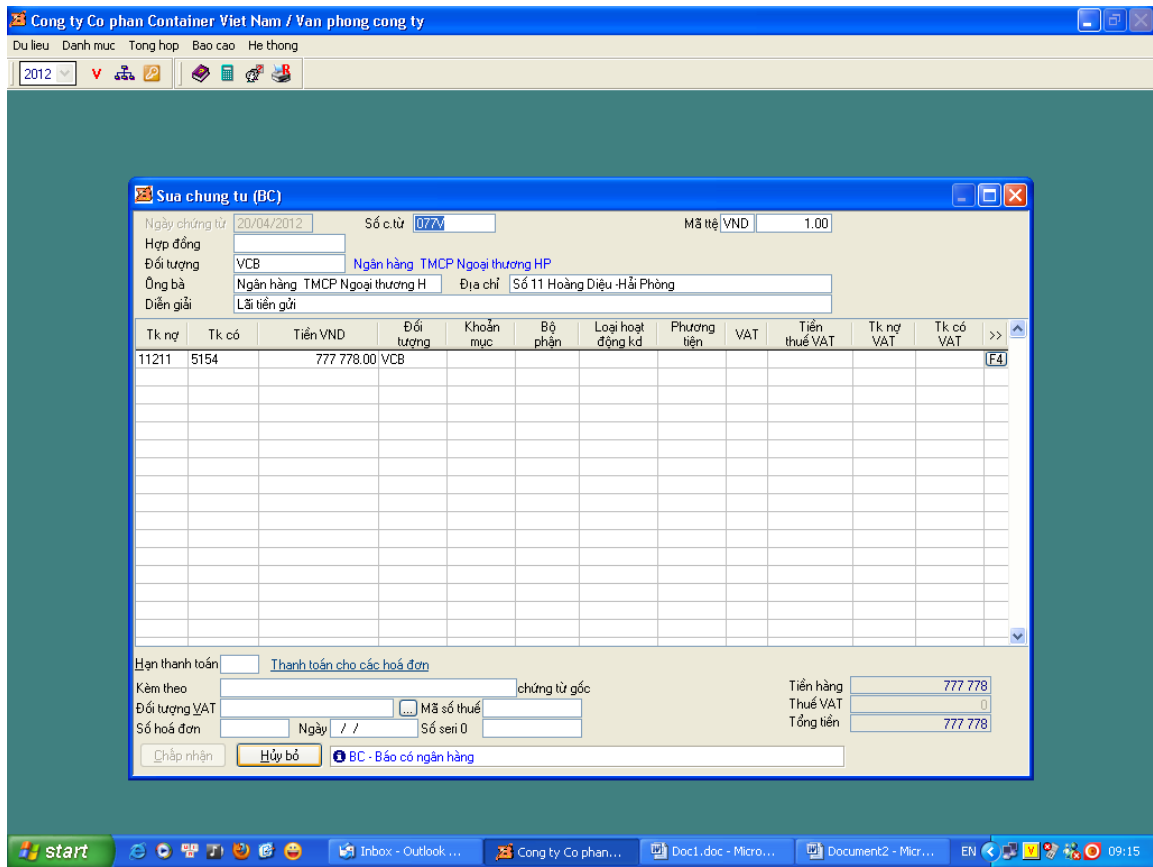 Cong ty Co phan Container Viet Nam / Van phong cong ty
Du lieu Danh muc Tong hop Bao cao He thong
2012 V
Sua chung tu (BC)
Ngày chứng từ 20/04/2012 Số c.từ 077V Mã ttệ VND 1.00
Hợp đồng
Đối tượng VCB Ngân hàng TMCP Ngoại thương HP
Ông bà Ngân hàng TMCP Ngoại thương H Địa chỉ Số 11 Hoàng Diệu -Hải Phòng
Diễn giải Lãi tiền gửi
Tk nợ Tk có Tiền VND Đối tượng Khoản mục Bộ phận Loại hoạt động kd Phương tiện VAT Tiền thuế VAT Tk nợ VAT Tk có VAT >>
11211 5154 777 778.00 VCB F4
Hạn thanh toán Thanh toán cho các hoá đơn
Kèm theo chứng từ gốc Tiền hàng 777 778
Đối tượng VAT ... Mã số thuế Thuế VAT 0
Số hoá đơn Ngày / / Số seri 0 Tổng tiền 777 778
Chấp nhận Hủy bỏ BC - Báo có ngân hàng
start Inbox - Outlook ... Cong ty Co phan... Doc1.doc - Micro... Document2 - Micr... EN V 09:15